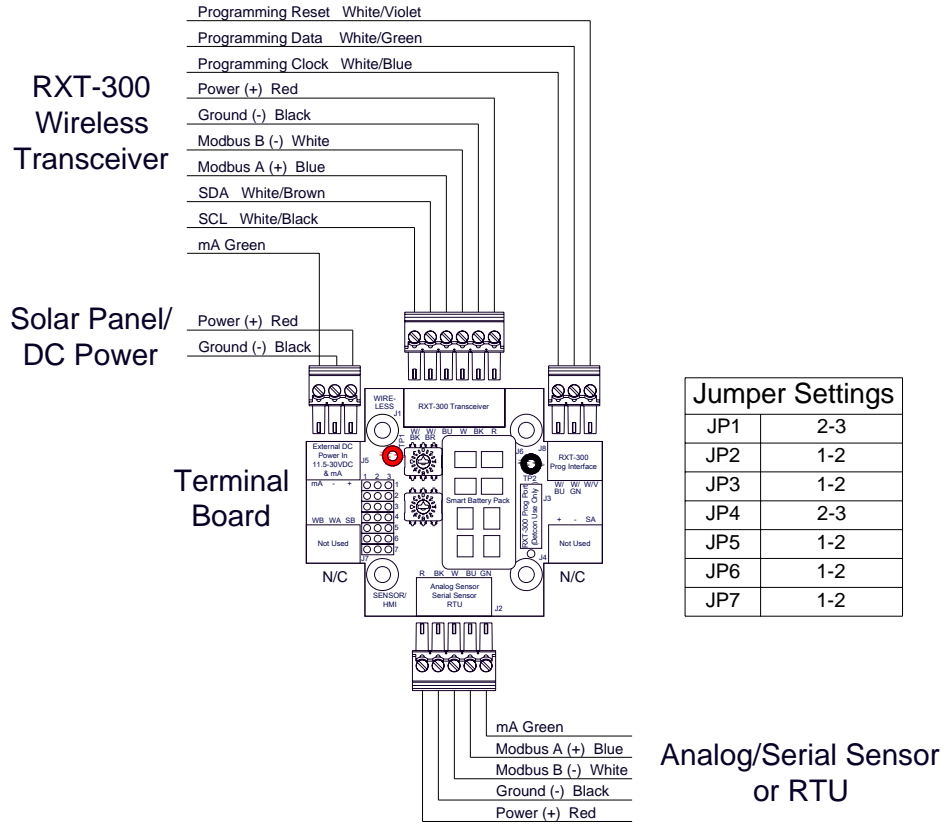 Programming Reset White/Violet
Programming Data White/Green
Programming Clock White/Blue
Power (+) Red
Ground (-) Black
Modbus B (-) White
Modbus A (+) Blue
SDA White/Brown
SCL White/Black
mA Green
RXT-300
Wireless
Transceiver
Solar Panel/
DC Power
Power (+) Red
Ground (-) Black
Terminal
Board
WIRE-
LESS
J1
RXT-300 Transceiver
W/ W/ BU W BK R
BK BR
TP1
External DC
Power In
11.5-30VDC
& mA
J5
mA - +
1 2 3
1
2
3
4
5
6
7
WB WA SB
Not Used
J7
N/C
SENSOR/
HMI
Smart Battery Pack
J6
J8
TP2
RXT-300
Prog Interface
W/ W/ W/V
BU GN
J3
RXT-300 Prog Port
(Detcon Use Only)
+ - SA
Not Used
J4
N/C
R BK W BU GN
Analog Sensor
Serial Sensor
RTU
J2
mA Green
Modbus A (+) Blue
Modbus B (-) White
Ground (-) Black
Power (+) Red
Analog/Serial Sensor
or RTU
Jumper Settings
JP1 2-3
JP2 1-2
JP3 1-2
JP4 2-3
JP5 1-2
JP6 1-2
JP7 1-2